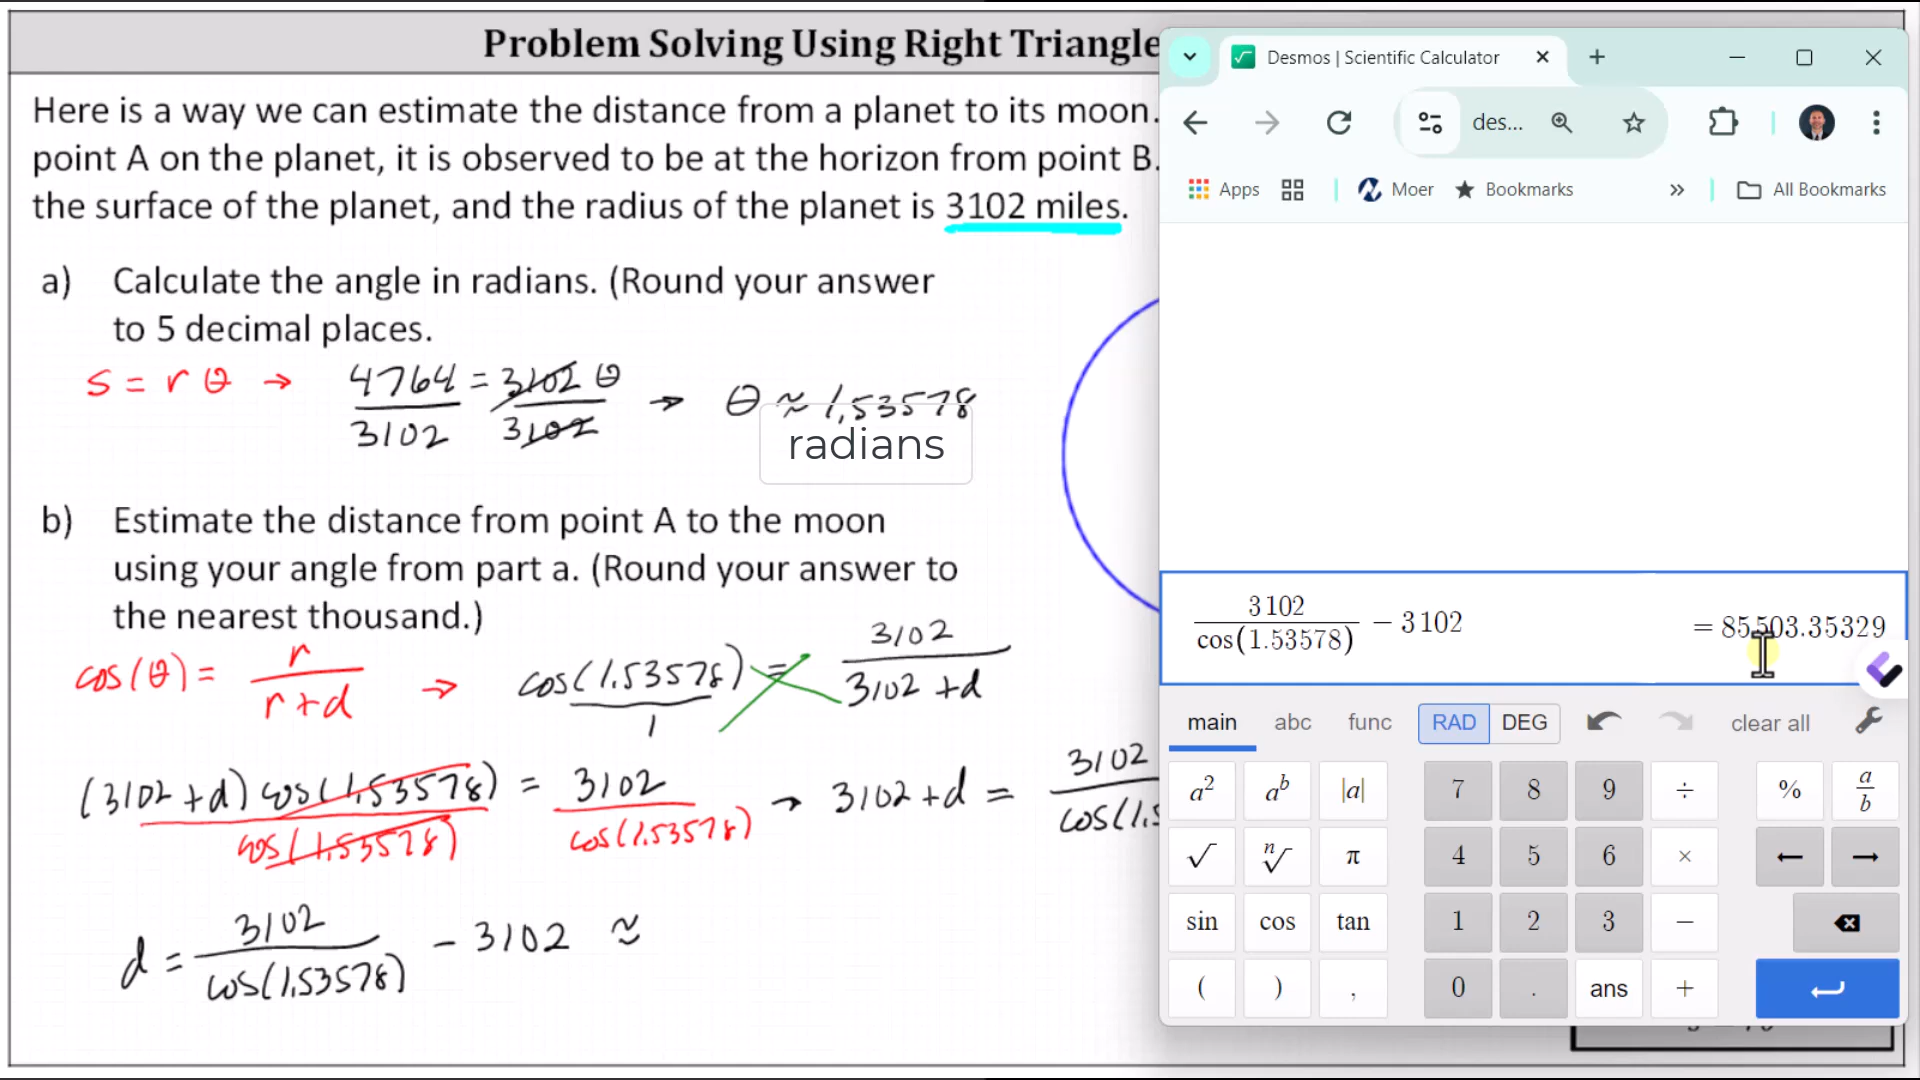 Problem Solving Using Right Triangle
Here is a way we can estimate the distance from a planet to its moon.
point A on the planet, it is observed to be at the horizon from point B.
the surface of the planet, and the radius of the planet is 3102 miles.
a) Calculate the angle in radians. (Round your answer
to 5 decimal places.
s = r θ → 4764/3102 = 3102 θ/3102 → θ ≈ 1.53578
radians
b) Estimate the distance from point A to the moon
using your angle from part a. (Round your answer to
the nearest thousand.)
cos(θ) = r/(r+d) → cos(1.53578)/1 = 3102/(3102+d)
(3102+d) cos(1.53578)/cos(1.53578) = 3102/cos(1.53578) → 3102+d = 3102/cos(1.5
d = 3102/cos(1.53578) - 3102 ≈
Desmos | Scientific Calculator
des...
Apps
Moer
Bookmarks
»
All Bookmarks
3102/cos(1.53578) − 3102 = 85503.35329
main abc func RAD DEG clear all
a² aᵇ |a| 7 8 9 ÷ % a/b
√ ⁿ√ π 4 5 6 × ← →
sin cos tan 1 2 3 −
( ) , 0 . ans +